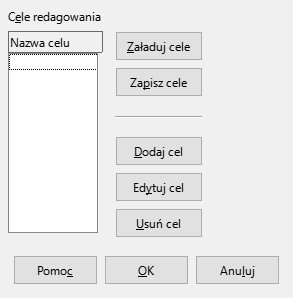 Cele redagowania
Nazwa celu
Załaduj cele
Zapisz cele
Dodaj cel
Edytuj cel
Usuń cel
Pomoc
OK
Anuluj